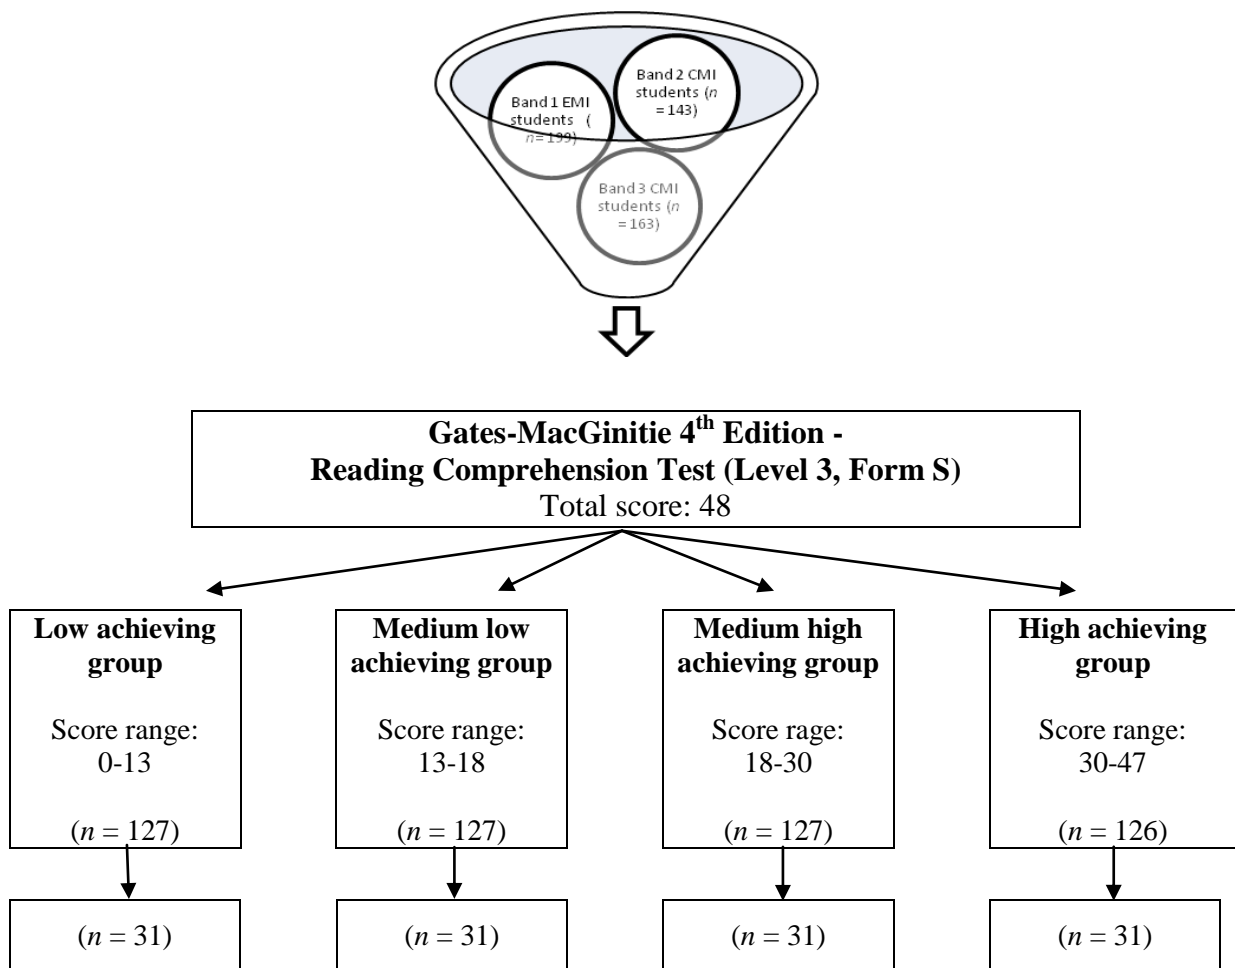 Band 2 CMI
students (n
= 143)
Band 1 EMI
students (
n= 199)
Band 3 CMI
students (n
= 163)
Gates-MacGinitie 4th Edition -
Reading Comprehension Test (Level 3, Form S)
Total score: 48
Low achieving
group
Score range:
0-13
(n = 127)
Medium low
achieving group
Score range:
13-18
(n = 127)
Medium high
achieving group
Score rage:
18-30
(n = 127)
High achieving
group
Score range:
30-47
(n = 126)
(n = 31)
(n = 31)
(n = 31)
(n = 31)